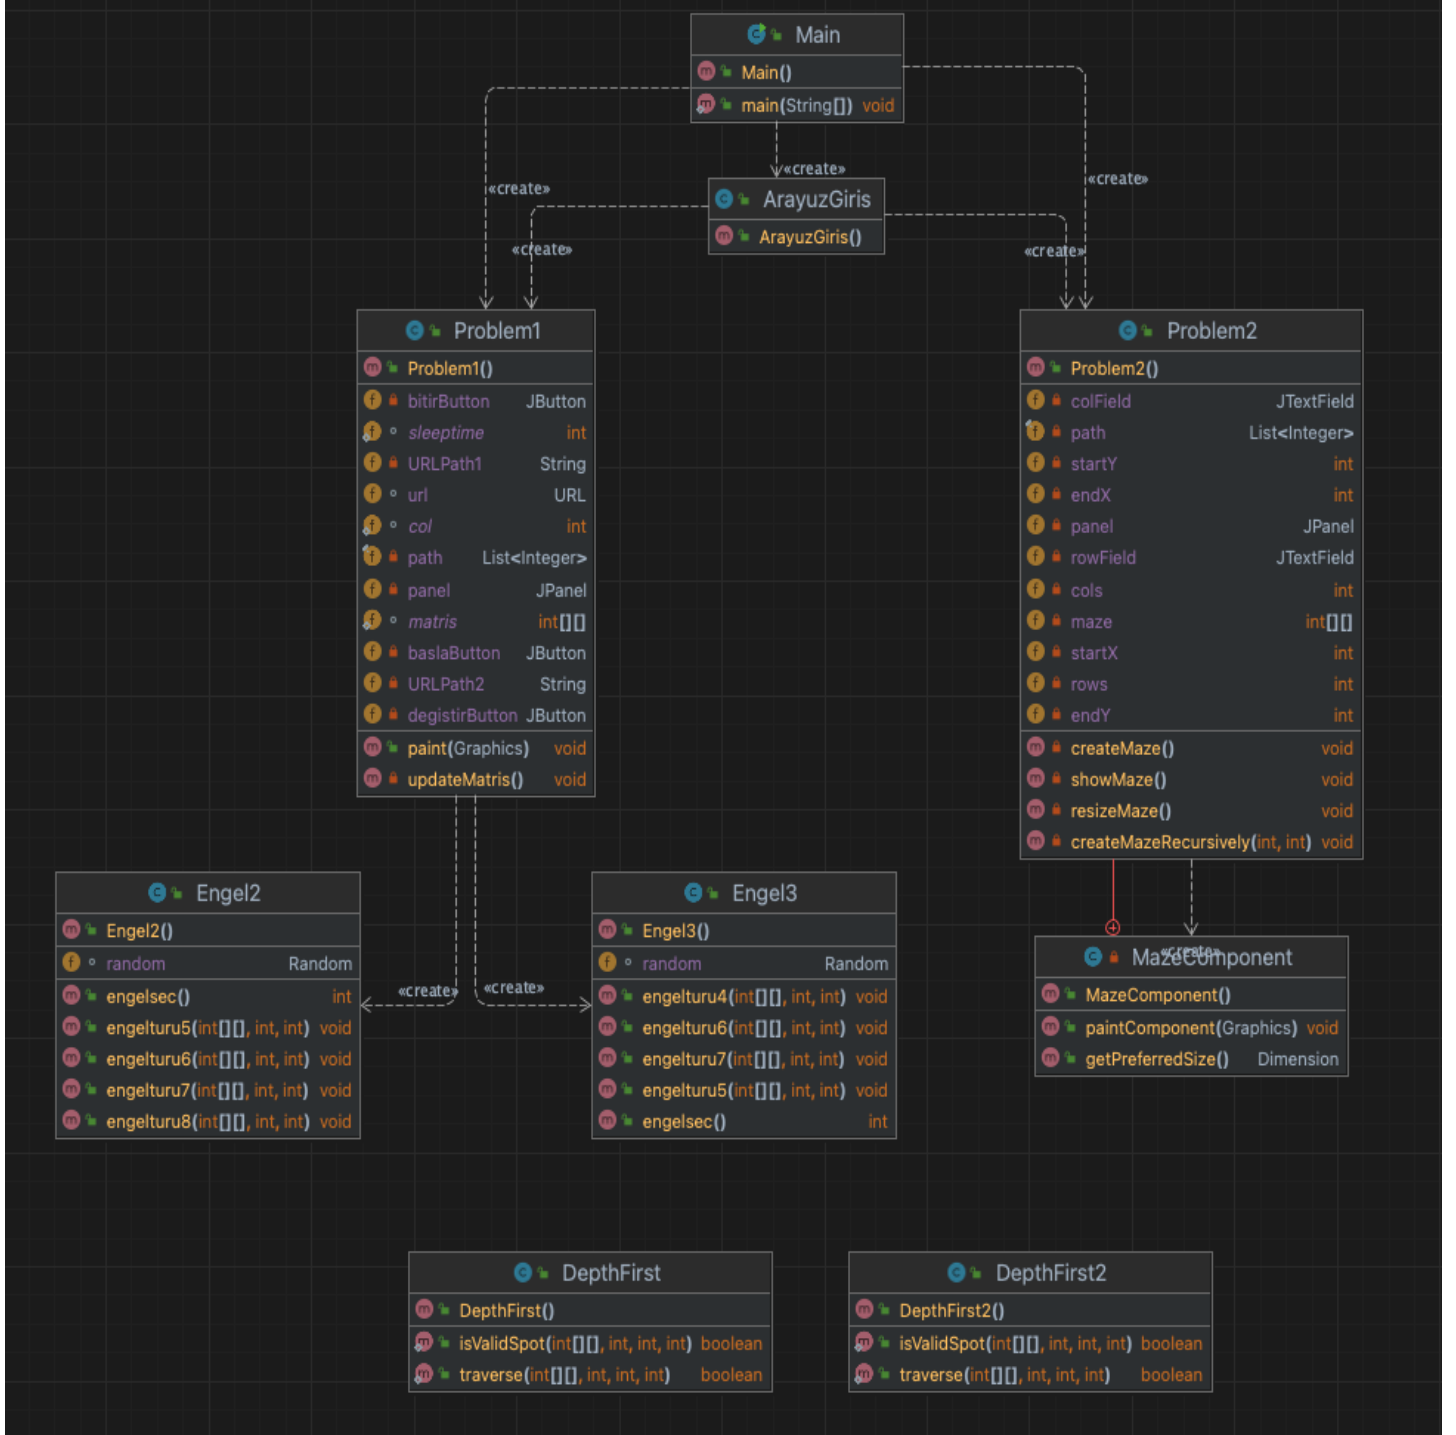 Main
Main()
main(String[]) void
«create»
«create»
«create»
ArayuzGiris
ArayuzGiris()
«create»
«create»
Problem1
Problem1()
bitirButton JButton
sleeptime int
URLPath1 String
url URL
col int
path List<Integer>
panel JPanel
matris int[][]
baslaButton JButton
URLPath2 String
degistirButton JButton
paint(Graphics) void
updateMatris() void
Problem2
Problem2()
colField JTextField
path List<Integer>
startY int
endX int
panel JPanel
rowField JTextField
cols int
maze int[][]
startX int
rows int
endY int
createMaze() void
showMaze() void
resizeMaze() void
createMazeRecursively(int, int) void
Engel2
Engel2()
random Random
engelsec() int
engelturu5(int[][], int, int) void
engelturu6(int[][], int, int) void
engelturu7(int[][], int, int) void
engelturu8(int[][], int, int) void
«create»
«create»
Engel3
Engel3()
random Random
engelturu4(int[][], int, int) void
engelturu6(int[][], int, int) void
engelturu7(int[][], int, int) void
engelturu5(int[][], int, int) void
engelsec() int
«create»
MazeComponent
MazeComponent()
paintComponent(Graphics) void
getPreferredSize() Dimension
DepthFirst
DepthFirst()
isValidSpot(int[][], int, int, int) boolean
traverse(int[][], int, int, int) boolean
DepthFirst2
DepthFirst2()
isValidSpot(int[][], int, int, int) boolean
traverse(int[][], int, int, int) boolean